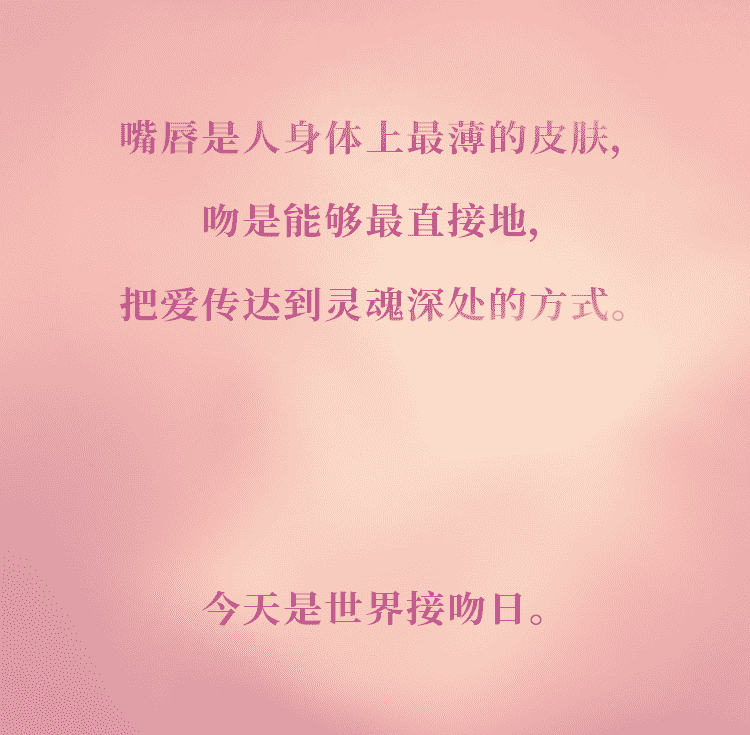 嘴唇是人身体上最薄的皮肤,
吻是能够最直接地,
把爱传达到灵魂深处的方式。
今天是世界接吻日。